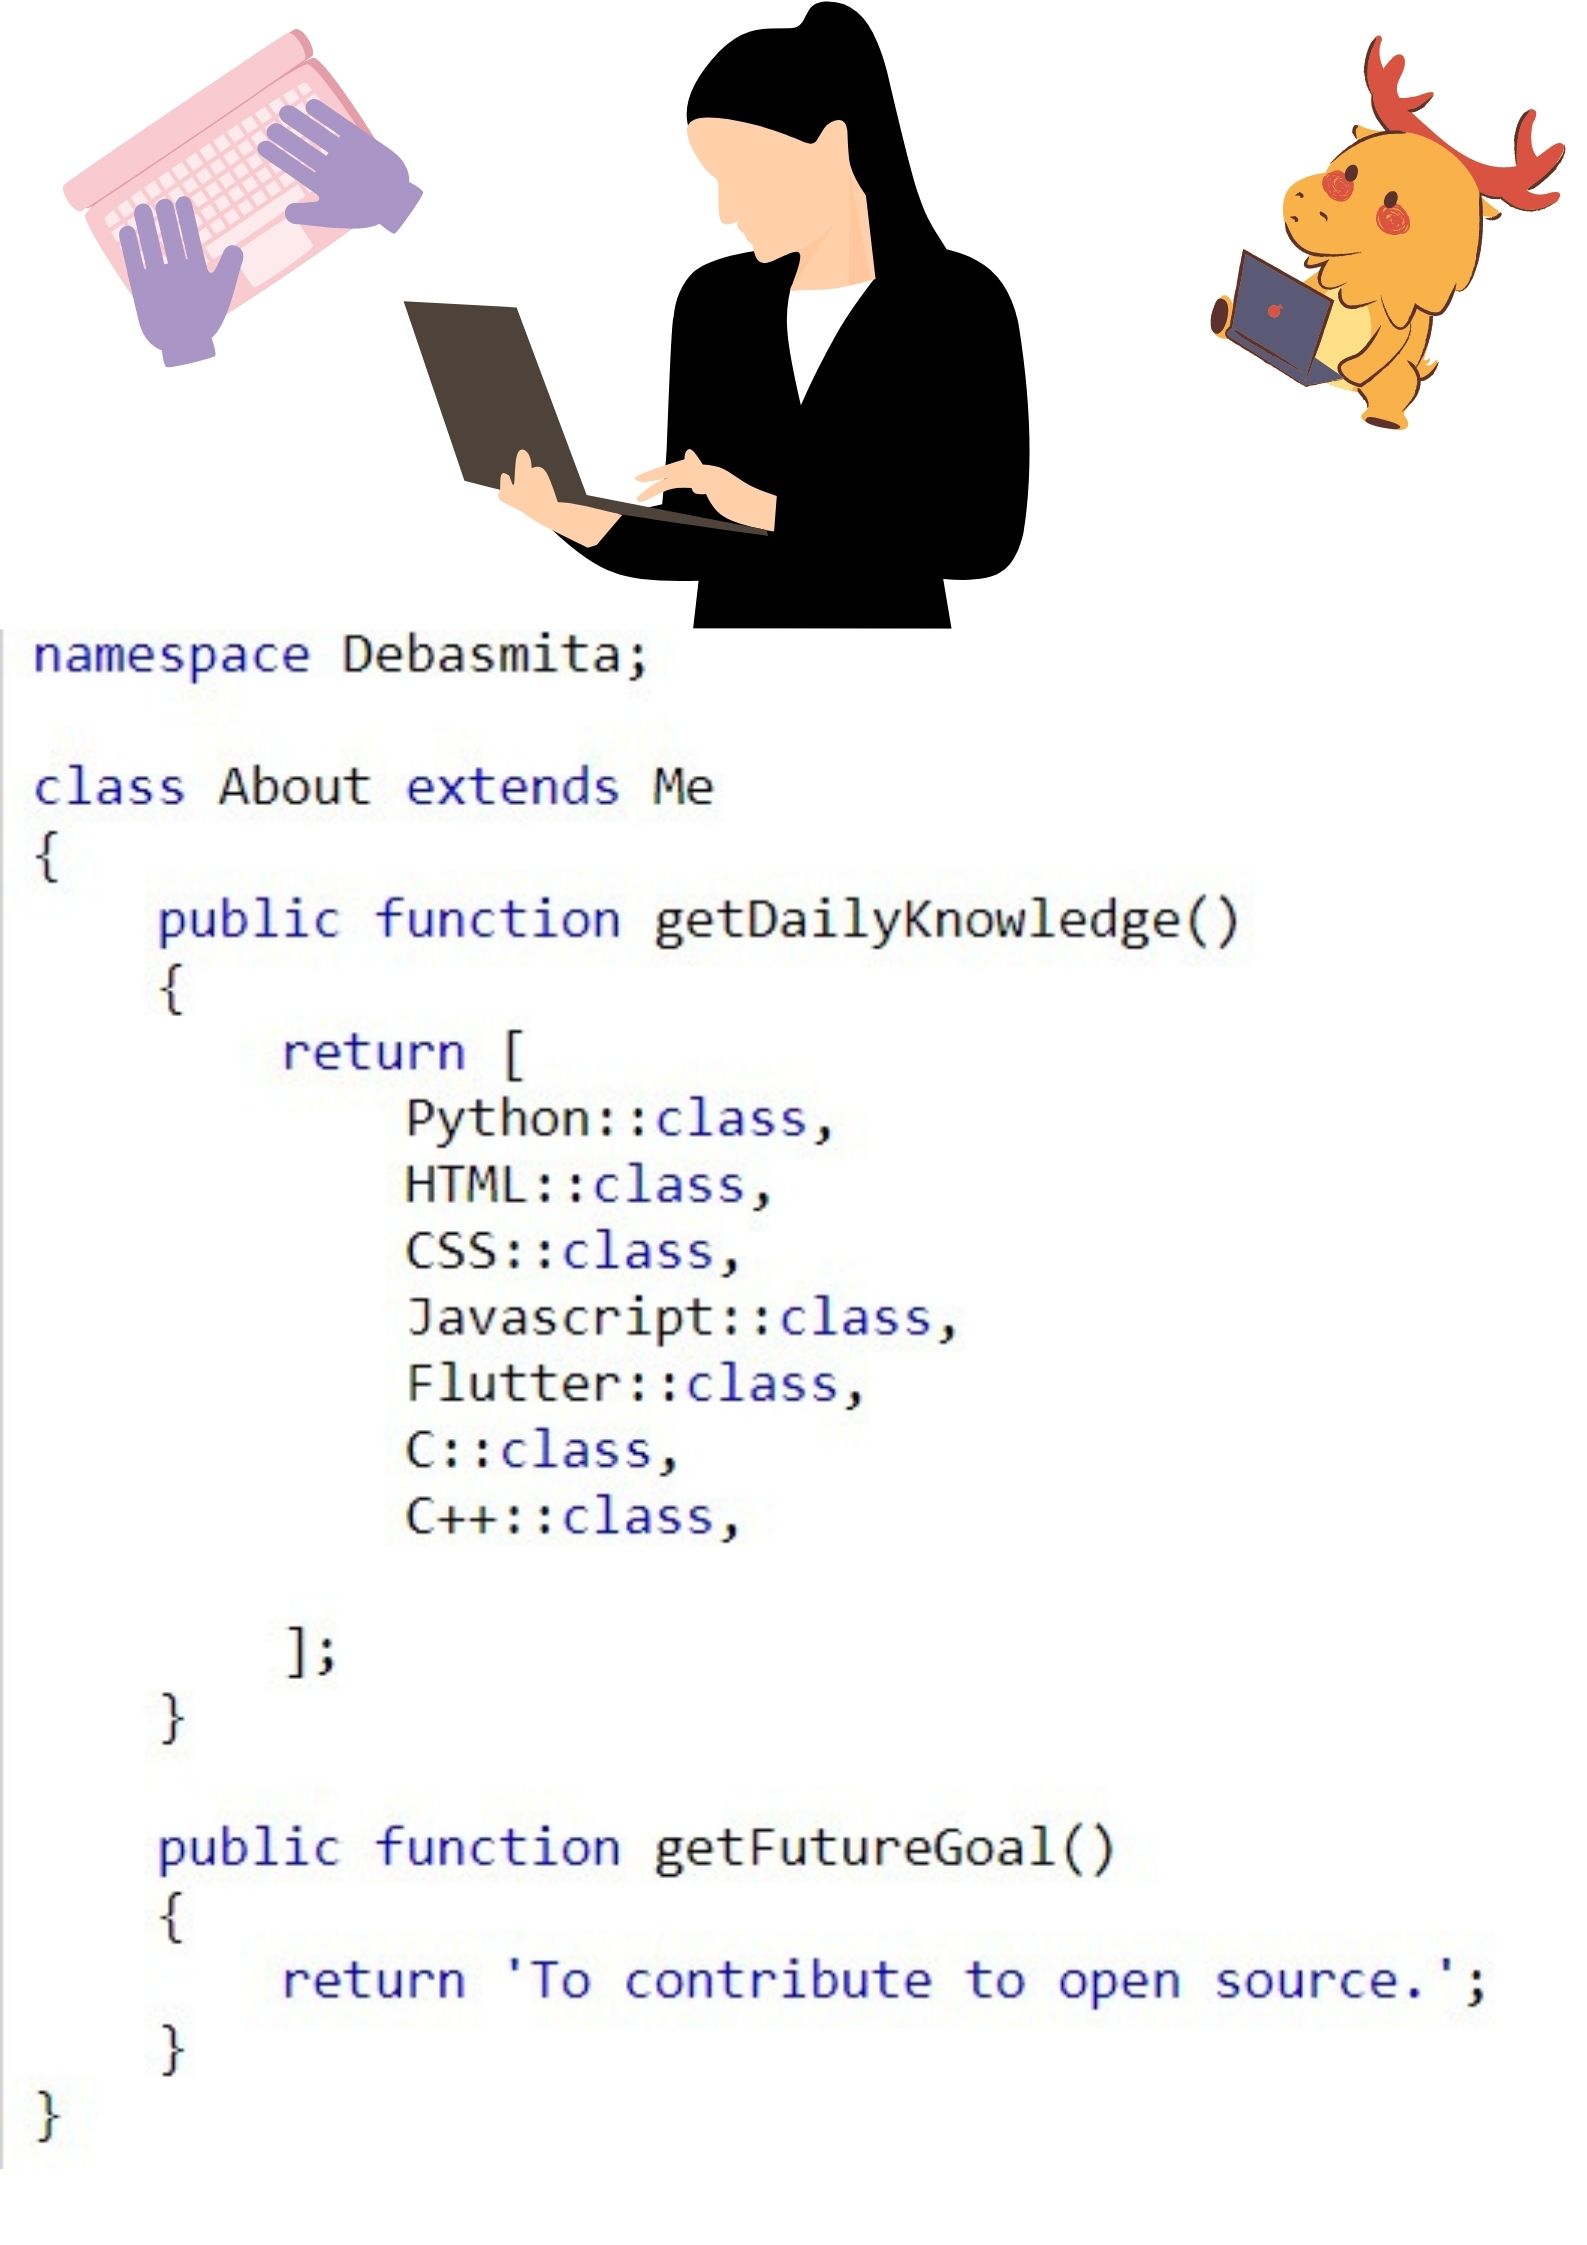 namespace Debasmita;
class About extends Me
{
public function getDailyKnowledge()
{
return [
Python::class,
HTML::class,
CSS::class,
Javascript::class,
Flutter::class,
C::class,
C++::class,
];
}
public function getFutureGoal()
{
return 'To contribute to open source.';
}
}